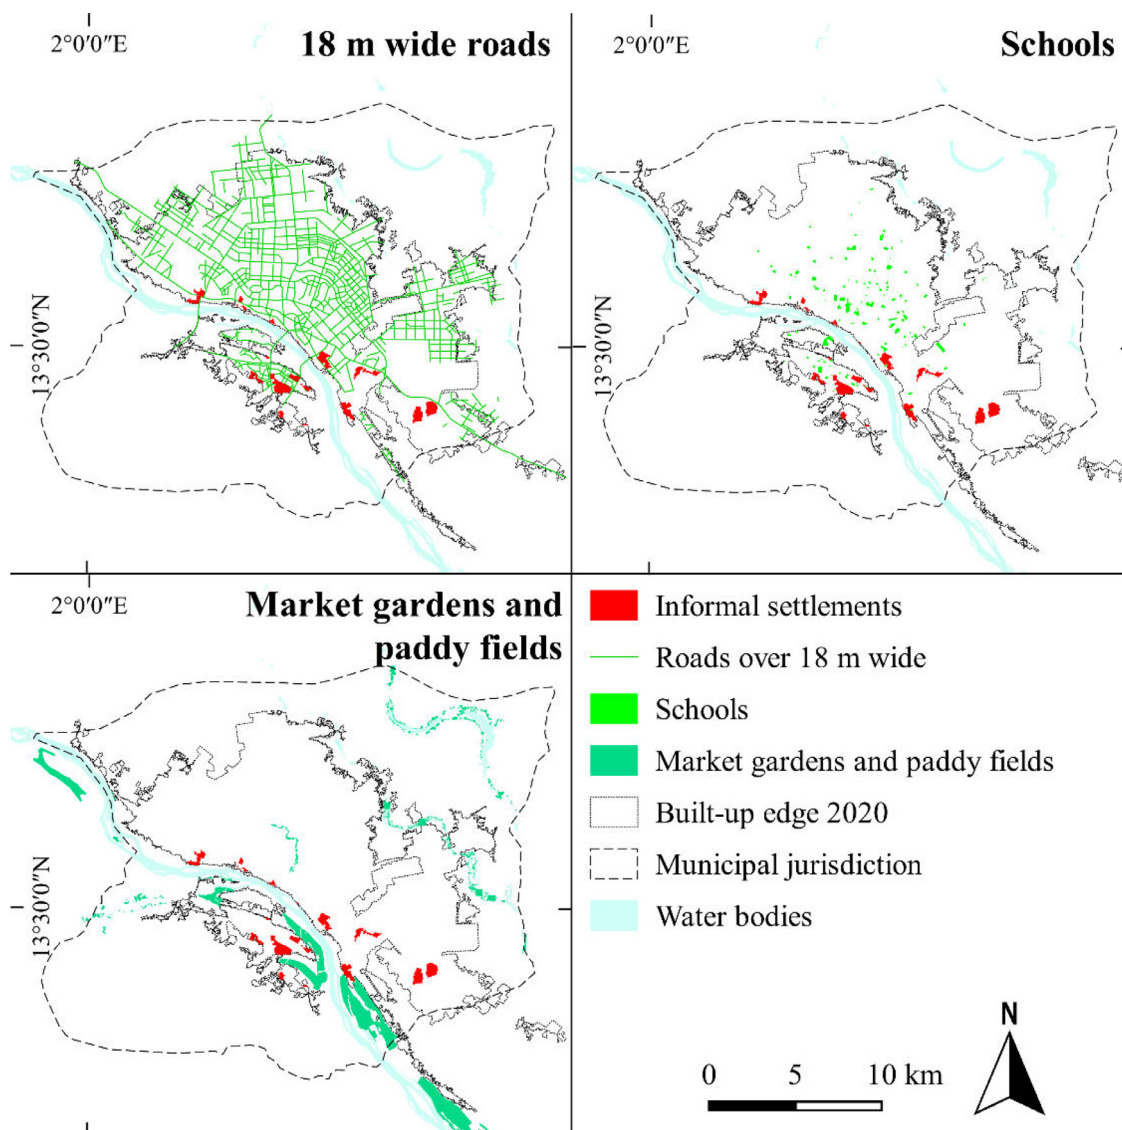 2°0′0″E
18 m wide roads
13°30′0″N
2°0′0″E
Schools
13°30′0″N
2°0′0″E
Market gardens and
paddy fields
13°30′0″N
Informal settlements
Roads over 18 m wide
Schools
Market gardens and paddy fields
Built-up edge 2020
Municipal jurisdiction
Water bodies
0 5 10 km
N